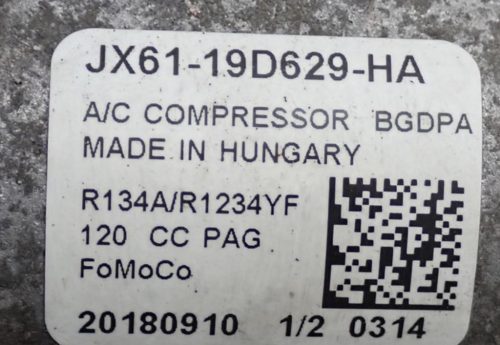 JX61-19D629-HA
A/C COMPRESSOR BGDPA
MADE IN HUNGARY
R134A/R1234YF
120 CC PAG
FoMoCo
20180910 1/2 0314